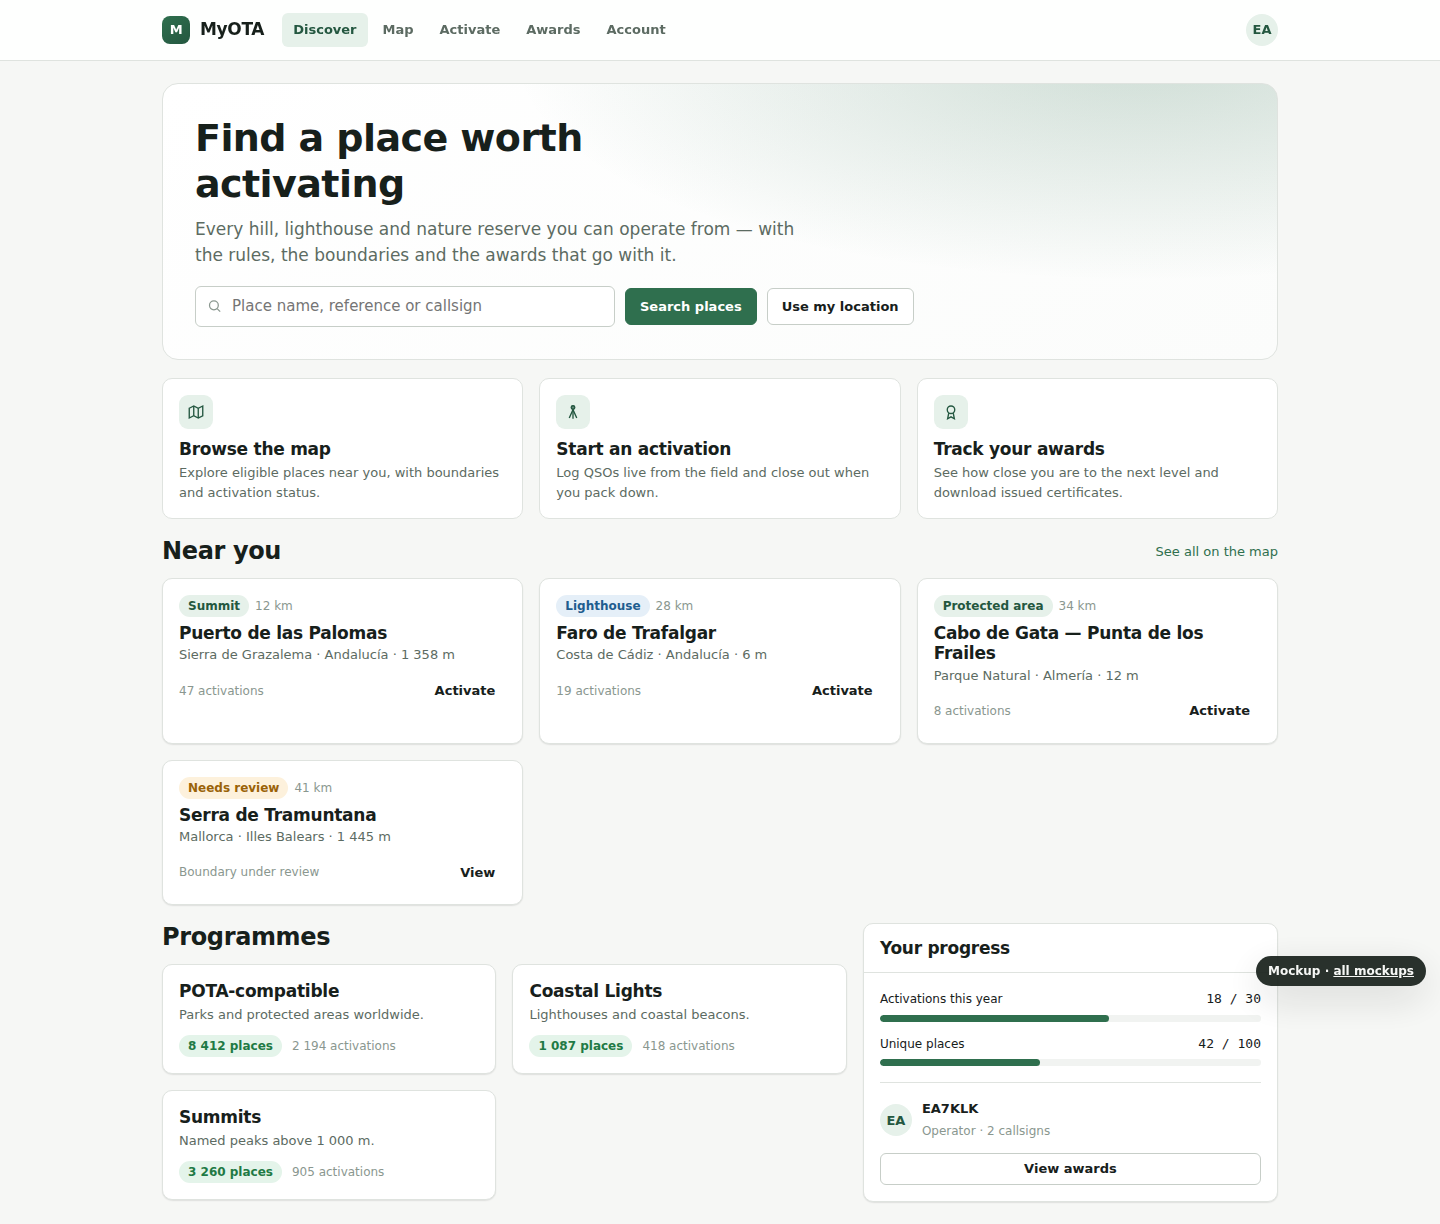 M MyOTA Discover Map Activate Awards Account EA
Find a place worth
activating
Every hill, lighthouse and nature reserve you can operate from — with
the rules, the boundaries and the awards that go with it.
Place name, reference or callsign
Search places
Use my location
Browse the map
Explore eligible places near you, with boundaries
and activation status.
Start an activation
Log QSOs live from the field and close out when
you pack down.
Track your awards
See how close you are to the next level and
download issued certificates.
Near you
See all on the map
Summit 12 km
Puerto de las Palomas
Sierra de Grazalema · Andalucía · 1 358 m
47 activations Activate
Lighthouse 28 km
Faro de Trafalgar
Costa de Cádiz · Andalucía · 6 m
19 activations Activate
Protected area 34 km
Cabo de Gata — Punta de los
Frailes
Parque Natural · Almería · 12 m
8 activations Activate
Needs review 41 km
Serra de Tramuntana
Mallorca · Illes Balears · 1 445 m
Boundary under review View
Programmes
POTA-compatible
Parks and protected areas worldwide.
8 412 places 2 194 activations
Coastal Lights
Lighthouses and coastal beacons.
1 087 places 418 activations
Summits
Named peaks above 1 000 m.
3 260 places 905 activations
Your progress
Activations this year 18 / 30
Unique places 42 / 100
EA
EA7KLK
Operator · 2 callsigns
View awards
Mockup · all mockups